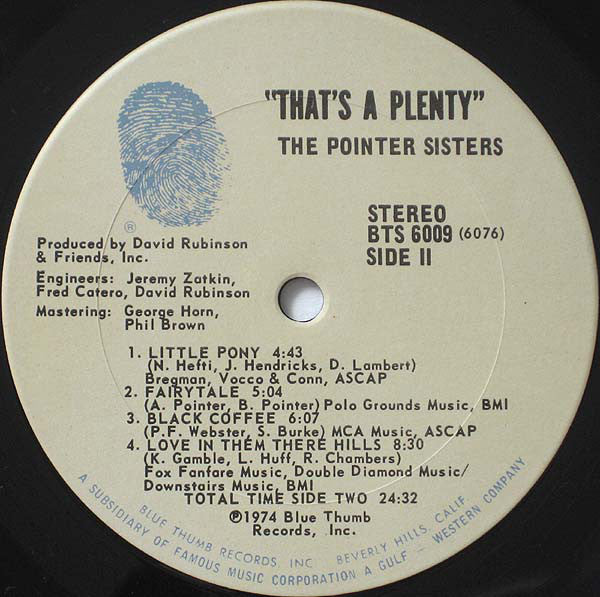 "THAT'S A PLENTY"
THE POINTER SISTERS
®
STEREO
BTS 6009 (6076)
SIDE II
Produced by David Rubinson
& Friends, Inc.
Engineers: Jeremy Zatkin,
Fred Catero, David Rubinson
Mastering: George Horn,
Phil Brown
1. LITTLE PONY 4:43
(N. Hefti, J. Hendricks, D. Lambert)
Bregman, Vocco & Conn, ASCAP
2. FAIRYTALE 5:04
(A. Pointer, B. Pointer) Polo Grounds Music, BMI
3. BLACK COFFEE 6:07
(P.F. Webster, S. Burke) MCA Music, ASCAP
4. LOVE IN THEM THERE HILLS 8:30
(K. Gamble, L. Huff, R. Chambers)
Fox Fanfare Music, Double Diamond Music/
Downstairs Music, BMI
TOTAL TIME SIDE TWO 24:32
℗1974 Blue Thumb
Records, Inc.
BLUE THUMB RECORDS, INC. BEVERLY HILLS, CALIF
A SUBSIDIARY OF FAMOUS MUSIC CORPORATION A GULF - WESTERN COMPANY